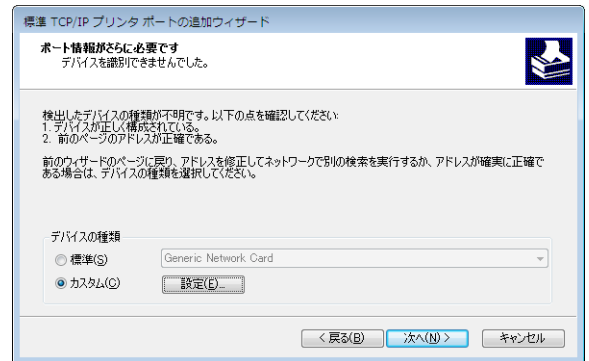 標準 TCP/IP プリンタ ポートの追加ウィザード
ポート情報がさらに必要です
デバイスを識別できませんでした。
検出したデバイスの種類が不明です。以下の点を確認してください:
1. デバイスが正しく構成されている。
2. 前のページのアドレスが正確である。
前のウィザードのページに戻り、アドレスを修正してネットワークで別の検索を実行するか、アドレスが確実に正確で
ある場合は、デバイスの種類を選択してください。
デバイスの種類
標準(S) Generic Network Card
カスタム(C) 設定(E)...
< 戻る(B) 次へ(N) > キャンセル